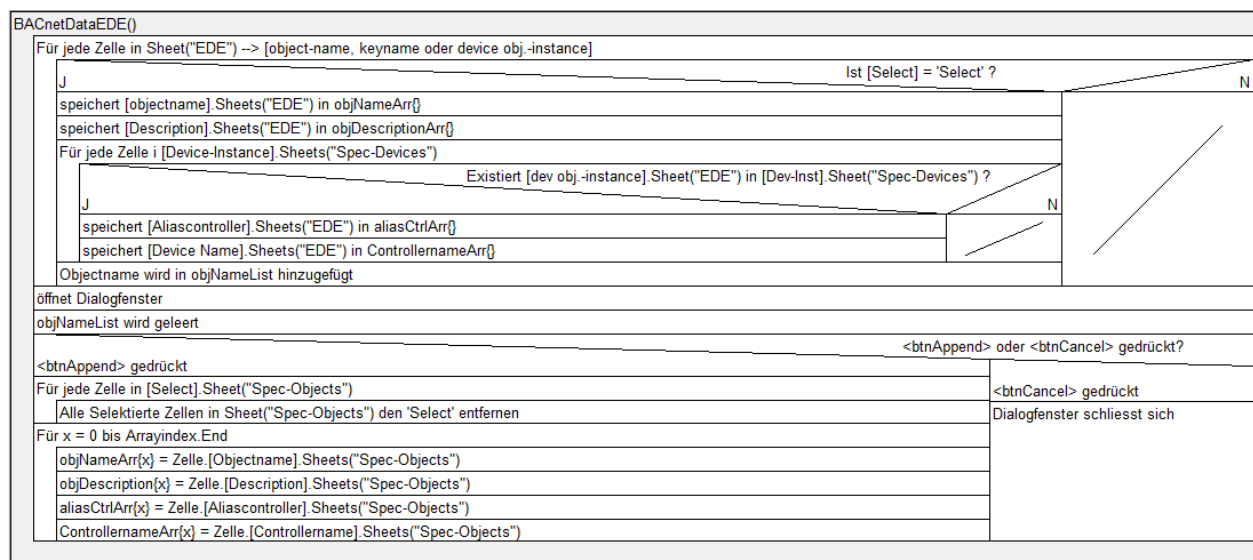 BACnetDataEDE()
Für jede Zelle in Sheet("EDE") --> [object-name, keyname oder device obj.-instance]
Ist [Select] = 'Select' ?
J
N
speichert [objectname].Sheets("EDE") in objNameArr{}
speichert [Description].Sheets("EDE") in objDescriptionArr{}
Für jede Zelle i [Device-Instance].Sheets("Spec-Devices")
Existiert [dev obj.-instance].Sheet("EDE") in [Dev-Inst].Sheet("Spec-Devices") ?
J
N
speichert [Aliascontroller].Sheets("EDE") in aliasCtrlArr{}
speichert [Device Name].Sheets("EDE") in ControllernameArr{}
Objectname wird in objNameList hinzugefügt
öffnet Dialogfenster
objNameList wird geleert
<btnAppend> oder <btnCancel> gedrückt?
<btnAppend> gedrückt
<btnCancel> gedrückt
Für jede Zelle in [Select].Sheet("Spec-Objects")
Alle Selektierte Zellen in Sheet("Spec-Objects") den 'Select' entfernen
Dialogfenster schliesst sich
Für x = 0 bis Arrayindex.End
objNameArr{x} = Zelle.[Objectname].Sheets("Spec-Objects")
objDescription{x} = Zelle.[Description].Sheets("Spec-Objects")
aliasCtrlArr{x} = Zelle.[Aliascontroller].Sheets("Spec-Objects")
ControllernameArr{x} = Zelle.[Controllername].Sheets("Spec-Objects")